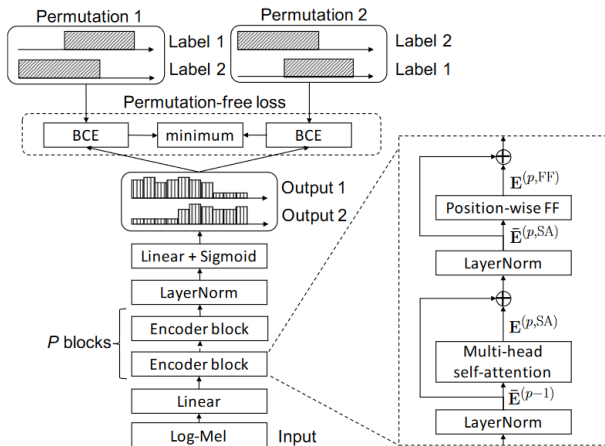 Permutation 1
Permutation 2
Label 1
Label 2
Label 2
Label 1
Permutation-free loss
BCE
minimum
BCE
Output 1
Output 2
Linear + Sigmoid
LayerNorm
P blocks
Encoder block
Encoder block
Linear
Log-Mel
Input
E^(p,FF)
Position-wise FF
Ē^(p,SA)
LayerNorm
E^(p,SA)
Multi-head
self-attention
Ē^(p−1)
LayerNorm